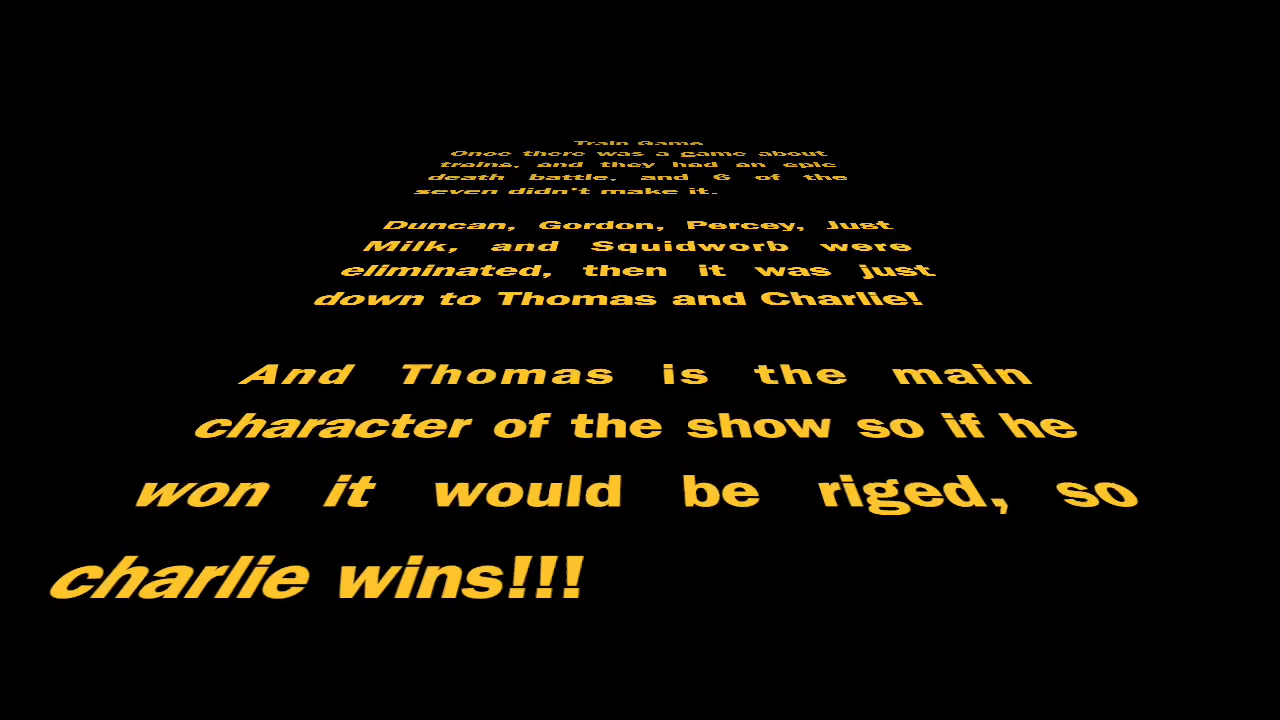 Train Game
Once there was a game about
trains, and they had an epic
death battle, and 6 of the
seven didn't make it.
Duncan, Gordon, Percey, Just
Milk, and Squidworb were
eliminated, then it was just
down to Thomas and Charlie!
And Thomas is the main
character of the show so if he
won it would be riged, so
charlie wins!!!